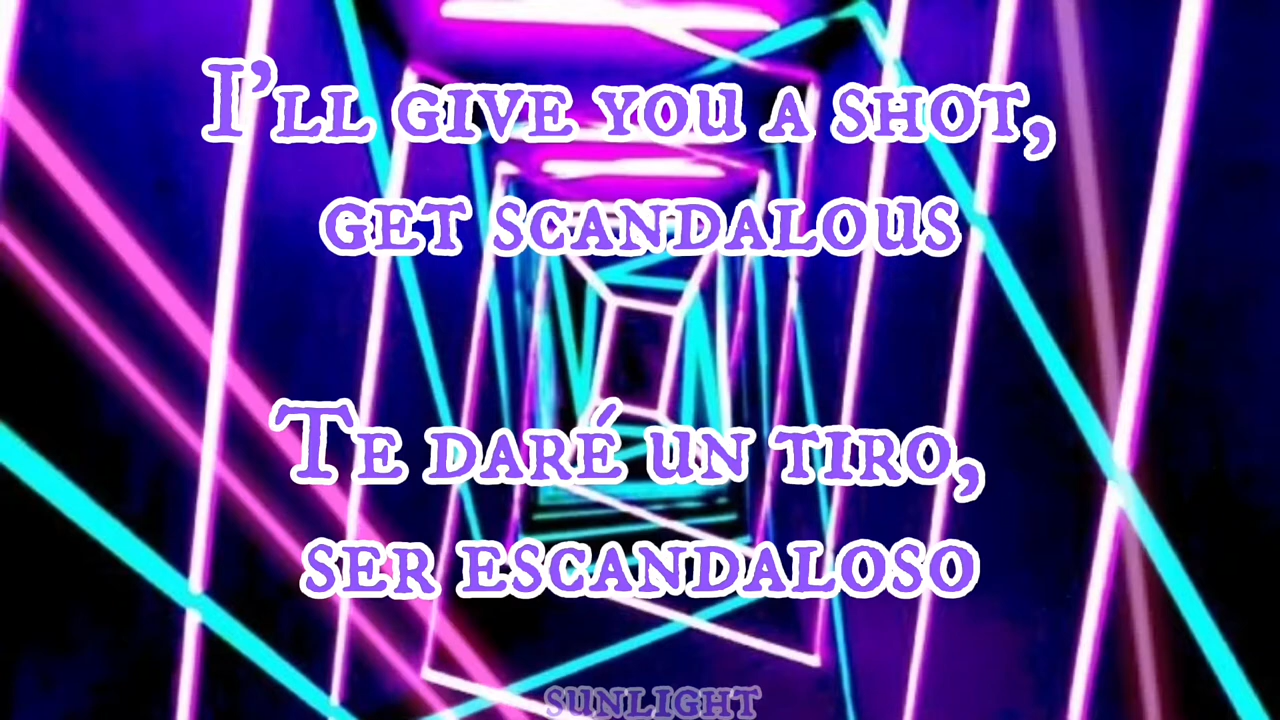 I'll give you a shot,
get scandalous
Te daré un tiro,
ser escandaloso
sunlight